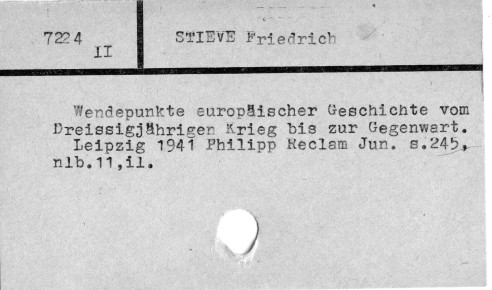 7224
II
STIEVE Friedrich
Wendepunkte europäischer Geschichte vom
Dreissigjährigen Krieg bis zur Gegenwart.
Leipzig 1941 Philipp Reclam Jun. s.245,
nlb.11,il.